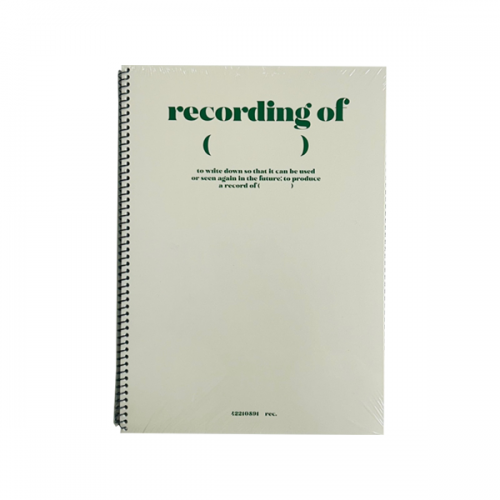 recording of
( )
to write down so that it can be used
or seen again in the future: to produce
a record of ( )
rec.